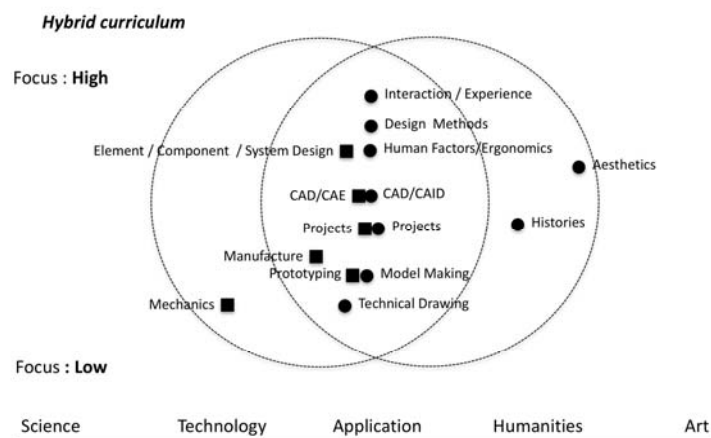 Hybrid curriculum
Focus : High
Interaction / Experience
Design Methods
Element / Component / System Design
Human Factors/Ergonomics
Aesthetics
CAD/CAE
CAD/CAID
Histories
Projects
Projects
Manufacture
Prototyping
Model Making
Mechanics
Technical Drawing
Focus : Low
Science
Technology
Application
Humanities
Art